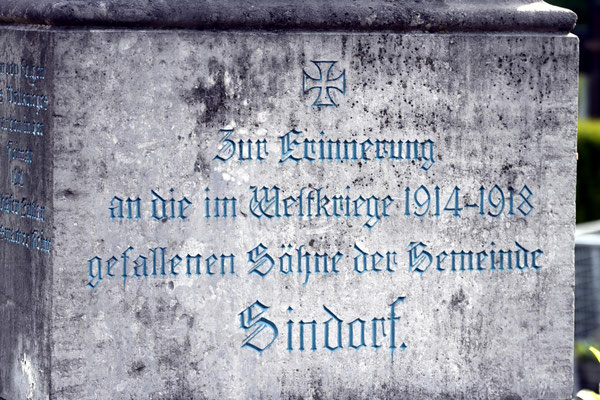 Zur Erinnerung
an die im Weltkriege 1914-1918
gefallenen Söhne der Gemeinde
Sindorf.